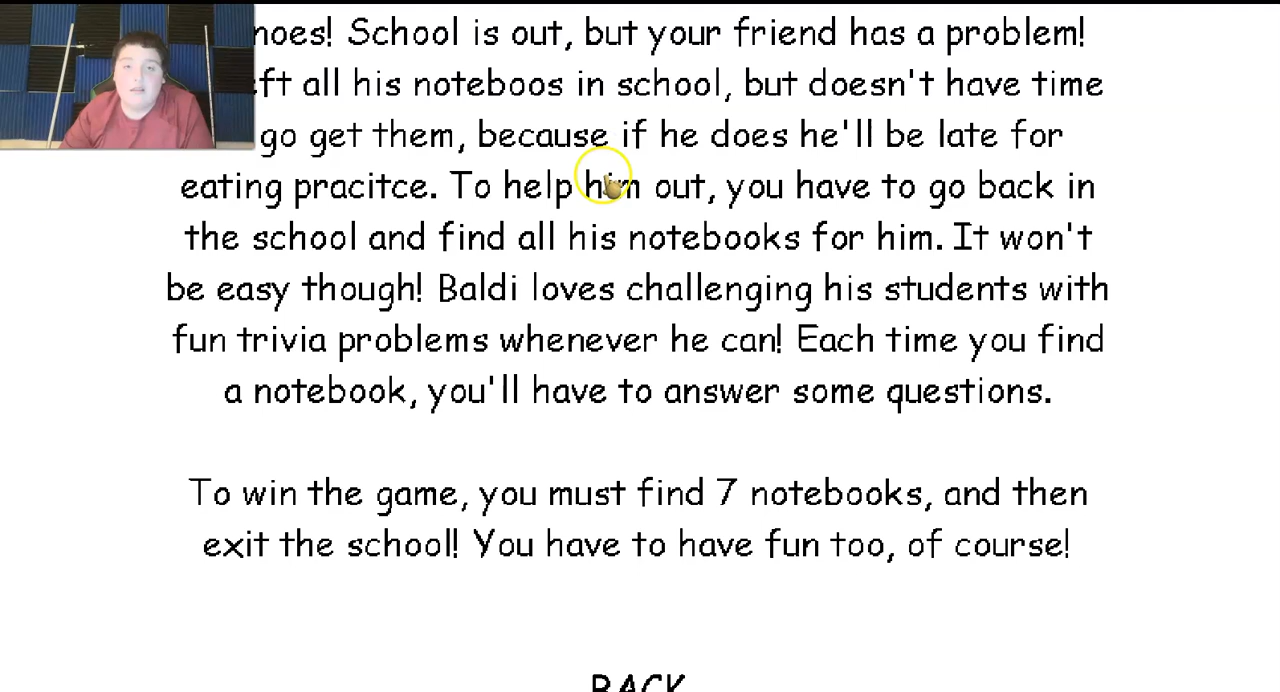 noes! School is out, but your friend has a problem!
eft all his noteboos in school, but doesn't have time
go get them, because if he does he'll be late for
eating pracitce. To help him out, you have to go back in
the school and find all his notebooks for him. It won't
be easy though! Baldi loves challenging his students with
fun trivia problems whenever he can! Each time you find
a notebook, you'll have to answer some questions.
To win the game, you must find 7 notebooks, and then
exit the school! You have to have fun too, of course!
BACK